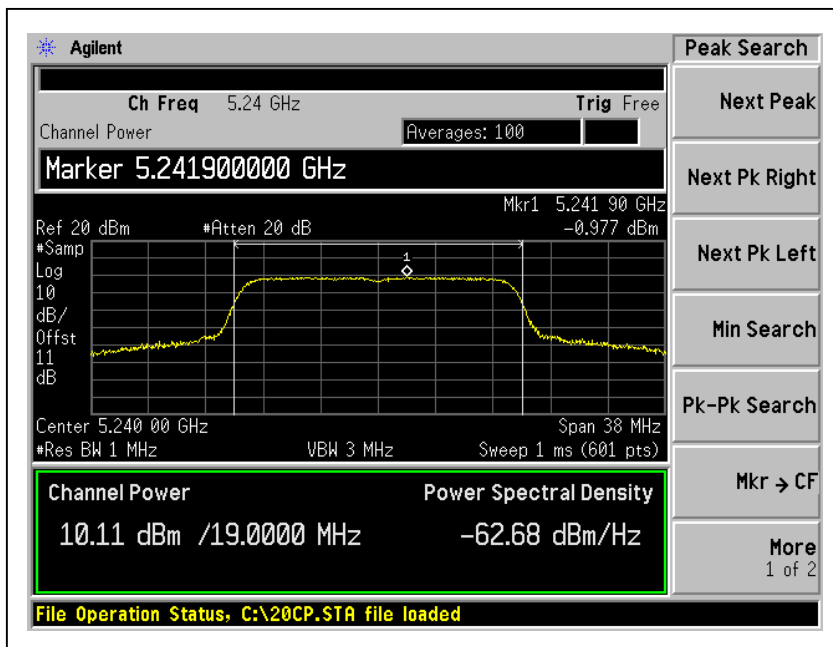 Agilent
Peak Search
Ch Freq 5.24 GHz Trig Free
Channel Power Averages: 100
Marker 5.241900000 GHz
Mkr1 5.241 90 GHz
Ref 20 dBm #Atten 20 dB -0.977 dBm
#Samp
Log
10
dB/
Offst
11
dB
1
Center 5.240 00 GHz Span 38 MHz
#Res BW 1 MHz VBW 3 MHz Sweep 1 ms (601 pts)
Channel Power Power Spectral Density
10.11 dBm /19.0000 MHz -62.68 dBm/Hz
File Operation Status, C:\20CP.STA file loaded
Next Peak
Next Pk Right
Next Pk Left
Min Search
Pk-Pk Search
Mkr → CF
More
1 of 2